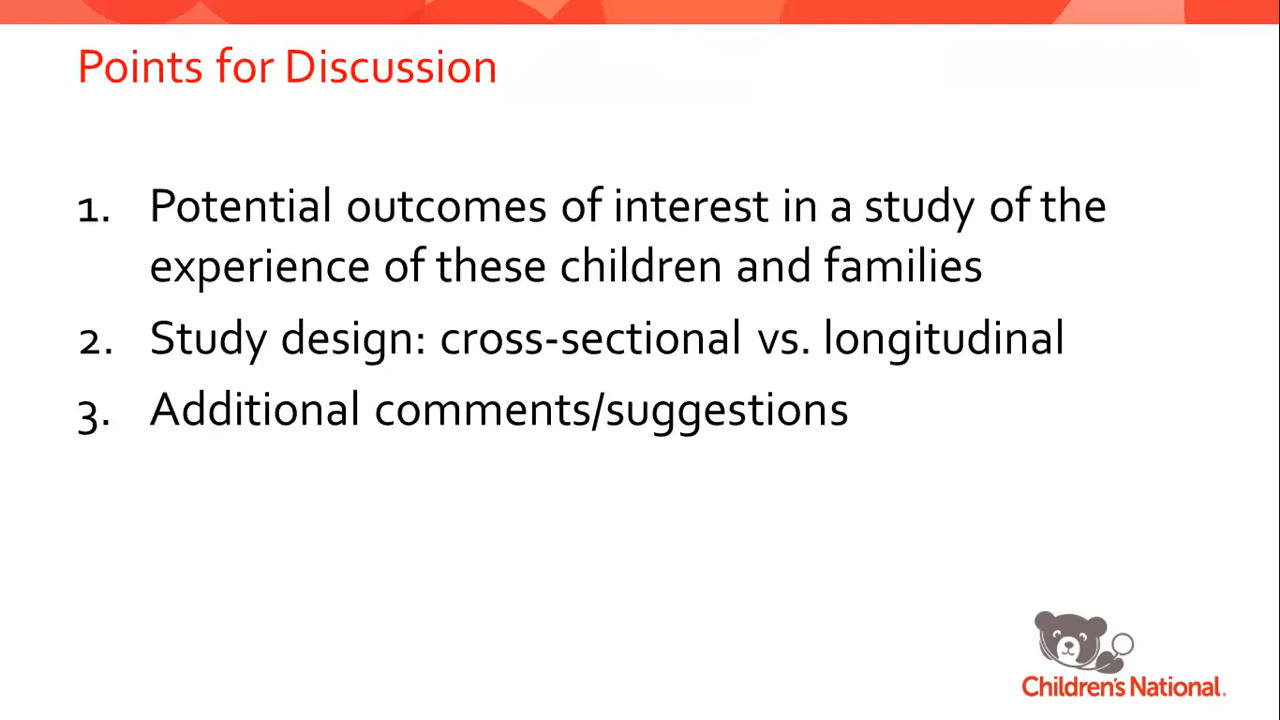 Points for Discussion
1. Potential outcomes of interest in a study of the
experience of these children and families
2. Study design: cross-sectional vs. longitudinal
3. Additional comments/suggestions
Children's National.